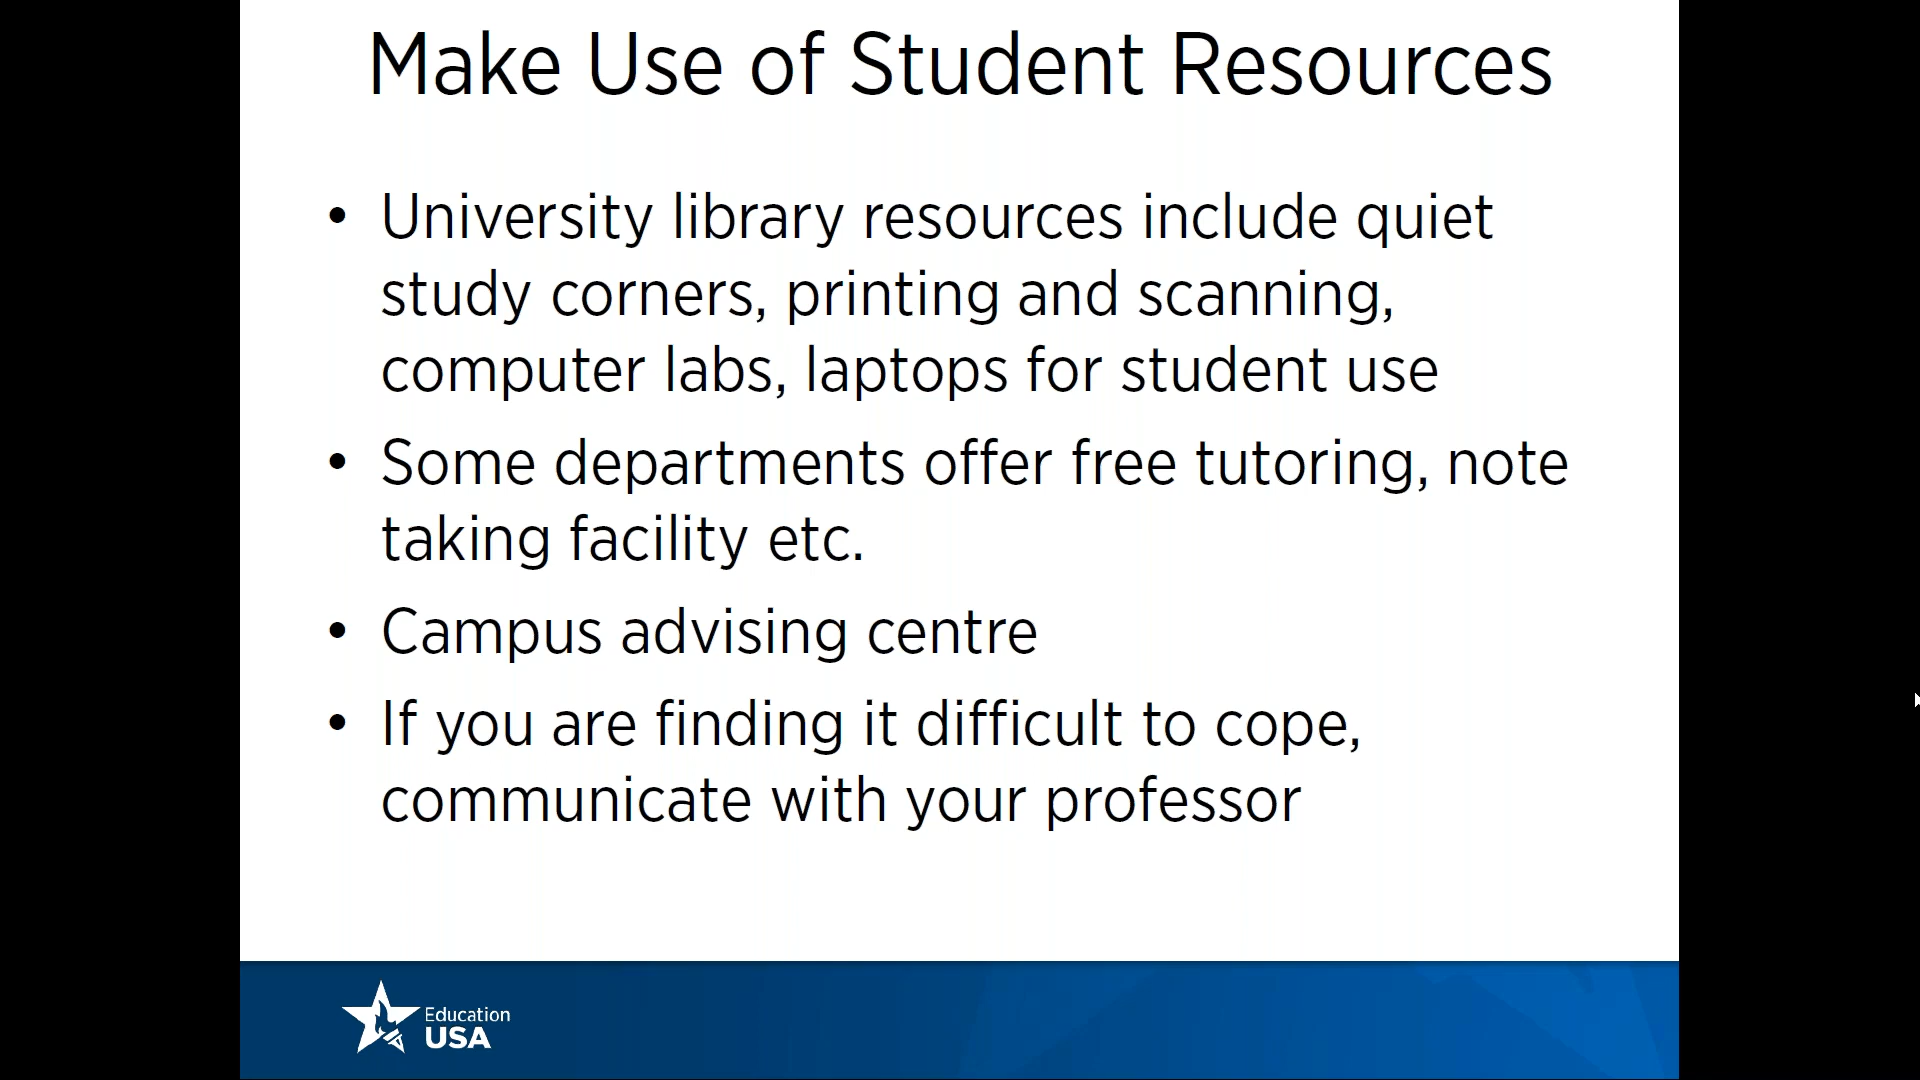 Make Use of Student Resources
• University library resources include quiet
study corners, printing and scanning,
computer labs, laptops for student use
• Some departments offer free tutoring, note
taking facility etc.
• Campus advising centre
• If you are finding it difficult to cope,
communicate with your professor
Education
USA